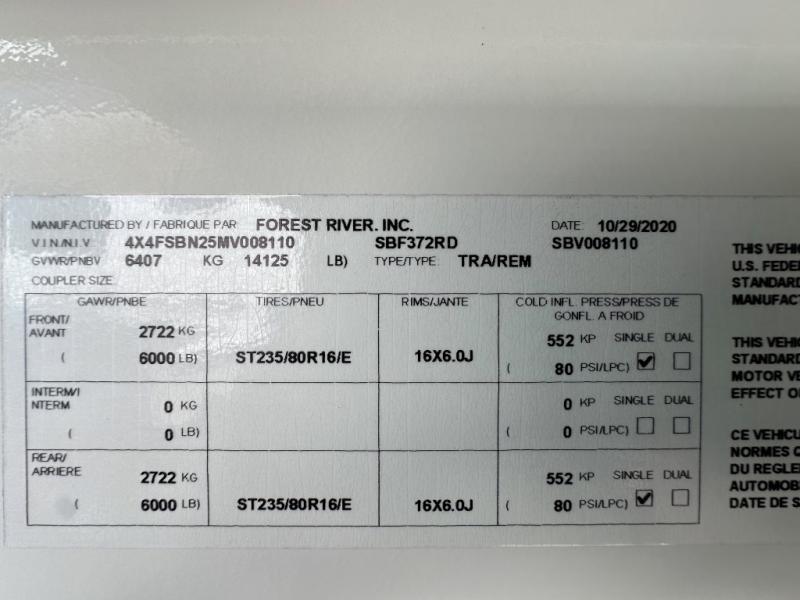 MANUFACTURED BY / FABRIQUE PAR FOREST RIVER. INC. DATE: 10/29/2020
V.I.N/N.I.V 4X4FSBN25MV008110 SBF372RD SBV008110
GVWR/PNBV 6407 KG 14125 LB) TYPE/TYPE: TRA/REM
COUPLER SIZE
GAWR/PNBE TIRES/PNEU RIMS/JANTE COLD INFL. PRESS/PRESS DE GONFL. A FROID
FRONT/
AVANT 2722 KG 552 KP SINGLE DUAL
( 6000 LB) ST235/80R16/E 16X6.0J ( 80 PSI/LPC)
INTERM/I
NTERM 0 KG 0 KP SINGLE DUAL
( 0 LB) ( 0 PSI/LPC)
REAR/
ARRIERE 2722 KG 552 KP SINGLE DUAL
( 6000 LB) ST235/80R16/E 16X6.0J ( 80 PSI/LPC)
THIS VEHI
U.S. FEDE
STANDARD
MANUFACT
THIS VEHI
STANDARD
MOTOR VE
EFFECT O
CE VEHICU
NORMES
DU REGLE
AUTOMOB
DATE DE S